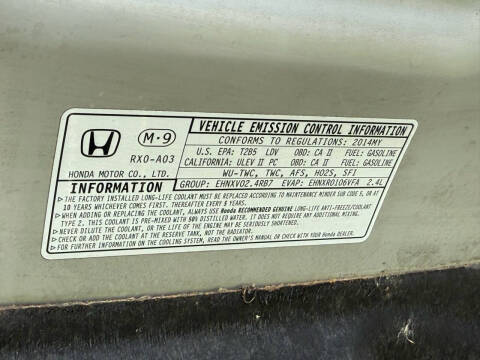 VEHICLE EMISSION CONTROL INFORMATION
CONFORMS TO REGULATIONS: 2014MY
U.S. EPA: T2B5 LDV OBD: CA II FUEL: GASOLINE
CALIFORNIA: ULEV II PC OBD: CA II FUEL: GASOLINE
WU-TWC, TWC, AFS, HO2S, SFI
GROUP: EHNXV02.4RB7 EVAP: EHNXR0106VFA 2.4L
M·9
RX0-A03
HONDA MOTOR CO., LTD.
INFORMATION
▷ THE FACTORY INSTALLED LONG-LIFE COOLANT MUST BE REPLACED WHEN INDICATED BY MAINTENANCE MINDER SUB CODE 5, OR AT
10 YEARS WHICHEVER COMES FIRST. THEREAFTER EVERY 5 YEARS.
▷ WHEN ADDING OR REPLACING THE COOLANT, ALWAYS USE Honda RECOMMENDED GENUINE LONG-LIFE ANTI-FREEZE/COOLANT
TYPE 2. THIS COOLANT IS PRE-MIXED WITH 50% DISTILLED WATER. IT DOES NOT REQUIRE ADDITIONAL MIXING.
▷ NEVER DILUTE THE COOLANT, OR THE LIFE OF THE ENGINE MAY BE SERIOUSLY SHORTENED.
▷ CHECK OR ADD THE COOLANT AT THE RESERVE TANK, NOT THE RADIATOR.
▷ FOR FURTHER INFORMATION ON THE COOLING SYSTEM, READ THE OWNER'S MANUAL OR CHECK WITH YOUR Honda DEALER.